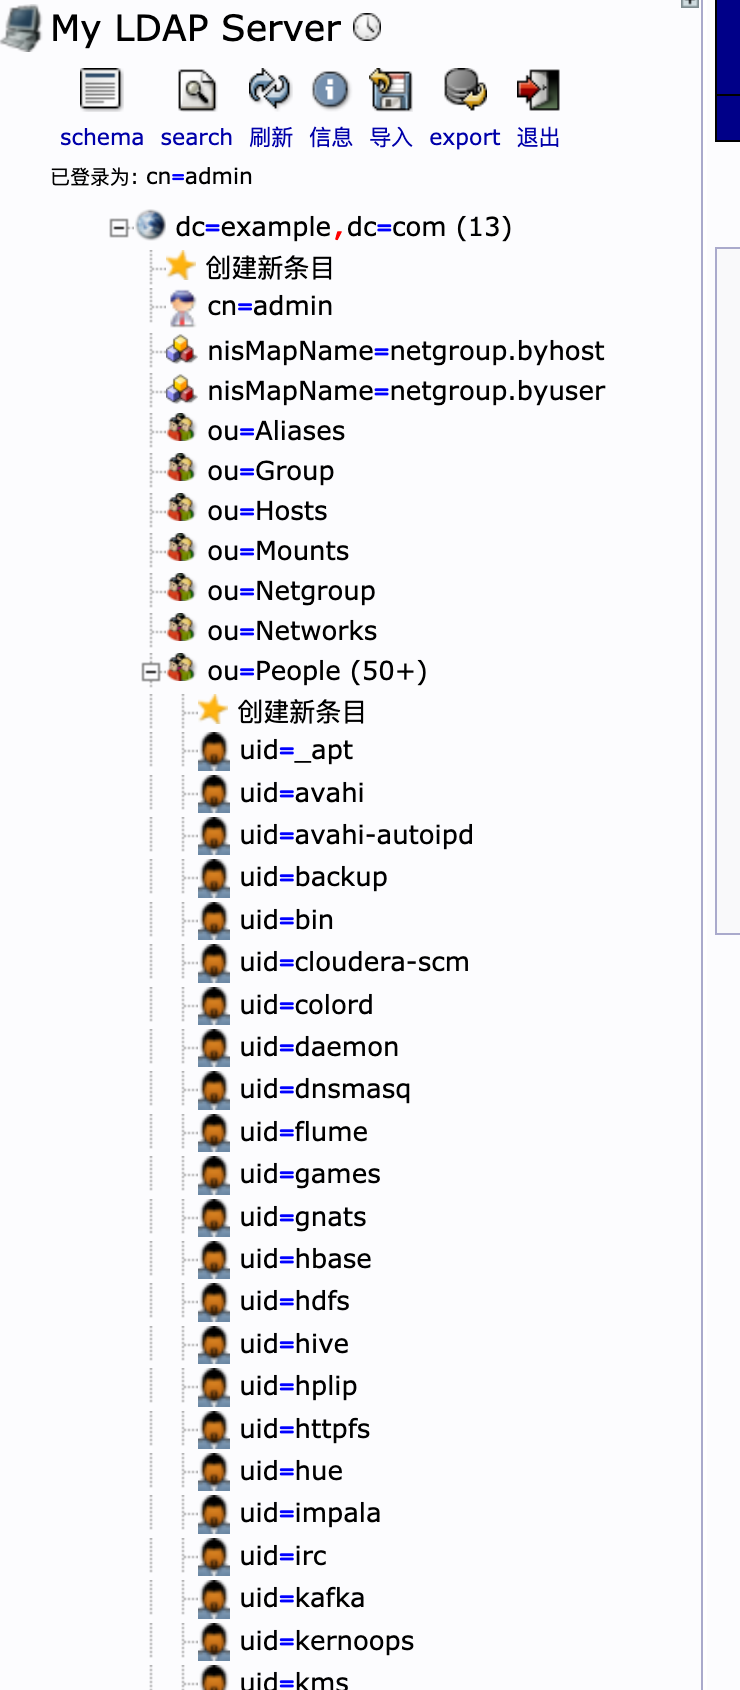 My LDAP Server
schema search 刷新 信息 导入 export 退出
已登录为: cn=admin
dc=example,dc=com (13)
创建新条目
cn=admin
nisMapName=netgroup.byhost
nisMapName=netgroup.byuser
ou=Aliases
ou=Group
ou=Hosts
ou=Mounts
ou=Netgroup
ou=Networks
ou=People (50+)
创建新条目
uid=_apt
uid=avahi
uid=avahi-autoipd
uid=backup
uid=bin
uid=cloudera-scm
uid=colord
uid=daemon
uid=dnsmasq
uid=flume
uid=games
uid=gnats
uid=hbase
uid=hdfs
uid=hive
uid=hplip
uid=httpfs
uid=hue
uid=impala
uid=irc
uid=kafka
uid=kernoops
uid=kms